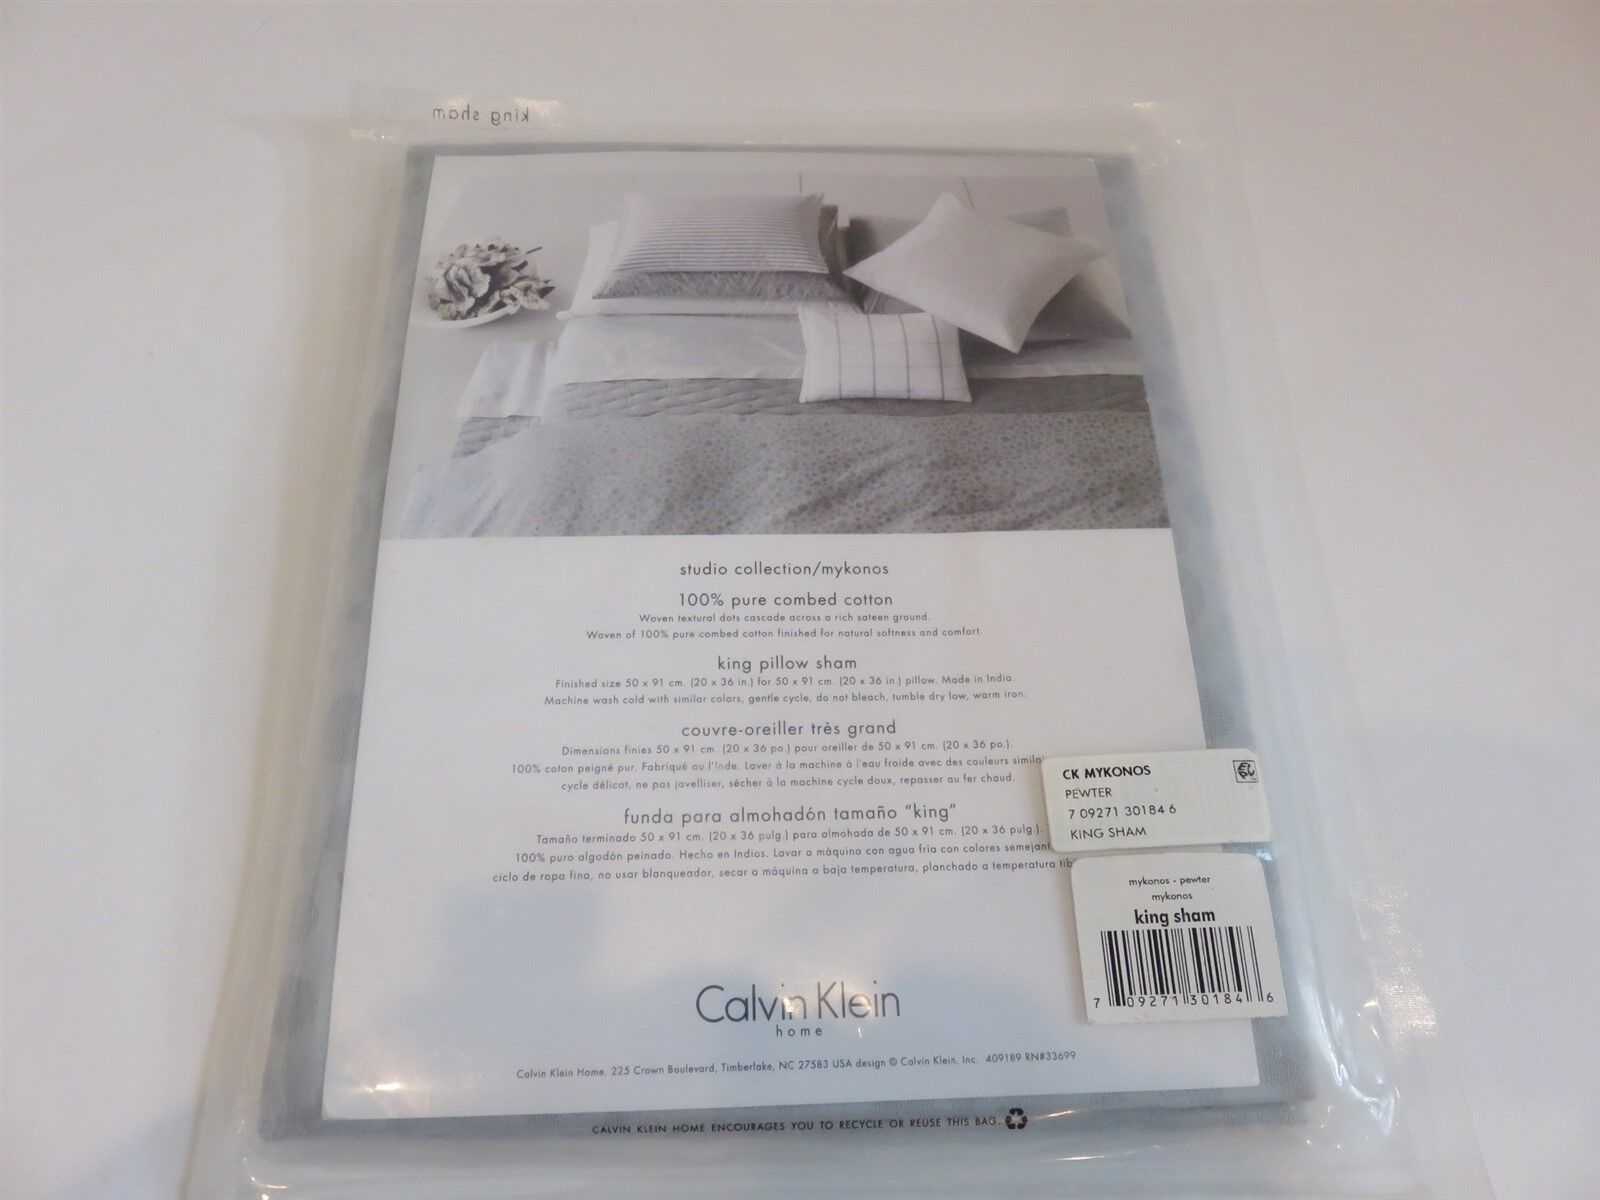 king sham
studio collection/mykonos
100% pure combed cotton
Woven textural dots cascade across a rich sateen ground.
Woven of 100% pure combed cotton finished for natural softness and comfort.
king pillow sham
Finished size 50 x 91 cm. (20 x 36 in.) for 50 x 91 cm. (20 x 36 in.) pillow. Made in India.
Machine wash cold with similar colors, gentle cycle, do not bleach, tumble dry low, warm iron.
couvre-oreiller très grand
Dimensions finies 50 x 91 cm. (20 x 36 po.) pour oreiller de 50 x 91 cm. (20 x 36 po.).
100% coton peigné pur. Fabriqué au l'Inde. Laver à la machine à l'eau froide avec des couleurs
cycle délicat, ne pas javelliser, sécher à la machine cycle doux, repasser au fer chaud.
funda para almohadón tamaño "king"
Tamaño terminado 50 x 91 cm. (20 x 36 pulg.) para almohada de 50 x 91 cm. (20 x 36 pulg.).
100% puro algodón peinado. Hecho en Indios. Lavar a máquina con agua fria con colores
ciclo de ropa fina, no usar blanqueador, secar a máquina a baja temperatura, planchado a temperatura
CK MYKONOS
PEWTER
7 09271 30184 6
KING SHAM
mykonos - pewter
mykonos
king sham
7 09271 30184 6
Calvin Klein
home
Calvin Klein Home, 225 Crown Boulevard, Timberlake, NC 27583 USA design © Calvin Klein, Inc. 409189 RN#33699
CALVIN KLEIN HOME ENCOURAGES YOU TO RECYCLE OR REUSE THIS BAG.